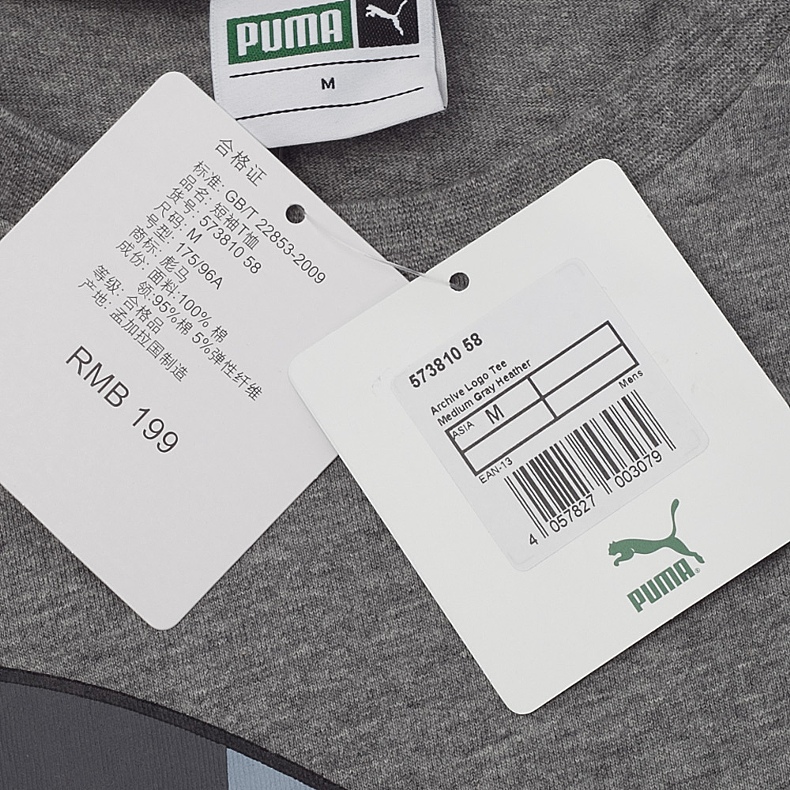 PUMA
M
合格证
标准: GB/T 22853-2009
品名: 短袖T恤
货号: 573810 58
尺码: M
号型: 175/96A
商标: 彪马
成份: 面料:100% 棉
领:95%棉 5%弹性纤维
等级: 合格品
产地: 孟加拉国制造
RMB 199
573810 58
Archive Logo Tee
Medium Gray Heather
ASIA M
Mens
EAN-13
4 057827 003079
PUMA®